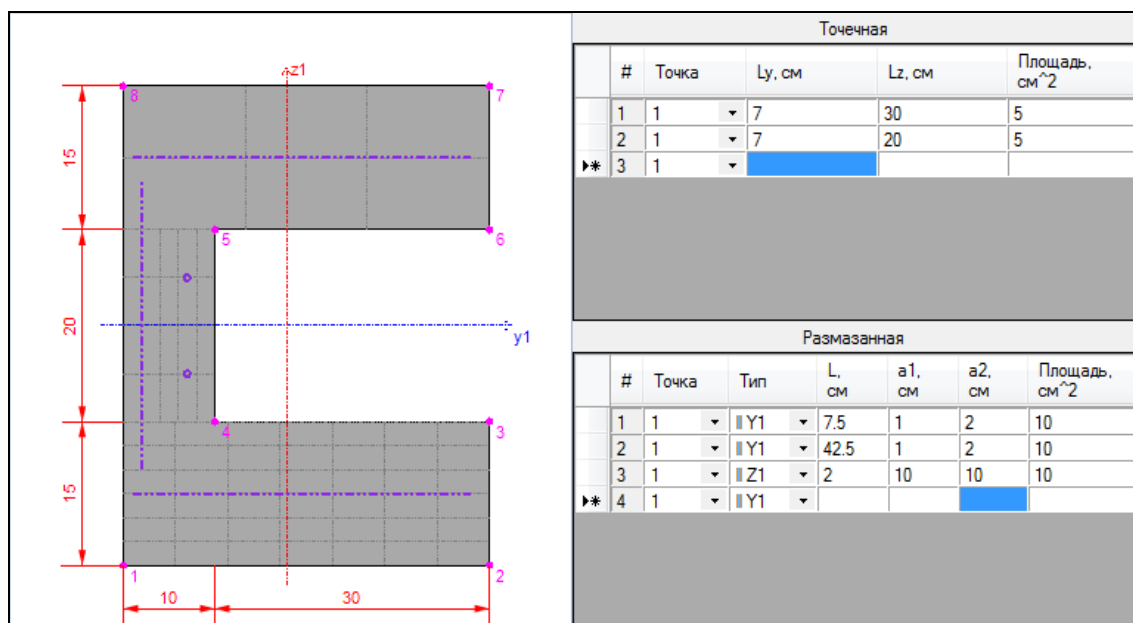 z1
8
7
15
5
6
20
y1
4
3
15
1
2
10
30
Точечная
# Точка Ly, см Lz, см Площадь, см^2
1 1 7 30 5
2 1 7 20 5
3 1
Размазанная
# Точка Тип L, см a1, см a2, см Площадь, см^2
1 1 Y1 7.5 1 2 10
2 1 Y1 42.5 1 2 10
3 1 Z1 2 10 10 10
4 1 Y1